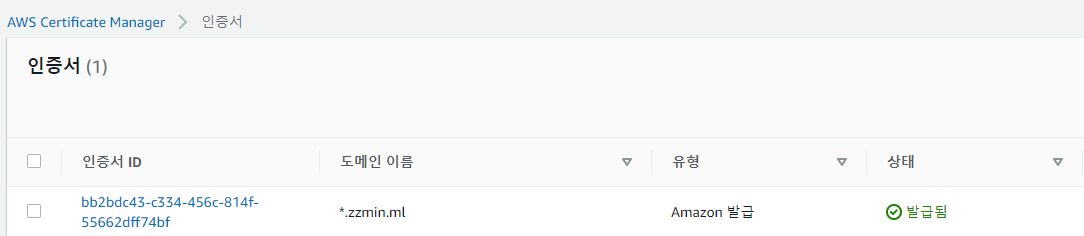 AWS Certificate Manager > 인증서
인증서 (1)
인증서 ID 도메인 이름 유형 상태
bb2bdc43-c334-456c-814f-
55662dff74bf
*.zzmin.ml Amazon 발급 발급됨